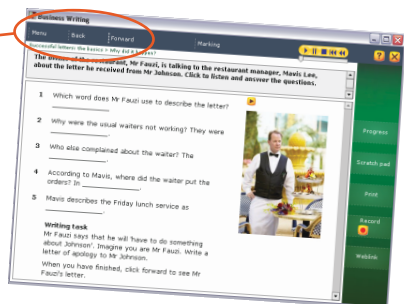 Business Writing
Menu Back Forward Marking
Successful letters: the basics > Why did it happen?
The owner of the restaurant, Mr Fauzi, is talking to the restaurant manager, Mavis Lee,
about the letter he received from Mr Johnson. Click to listen and answer the questions.
1 Which word does Mr Fauzi use to describe the letter?
____________.
2 Why were the usual waiters not working? They were
____________.
3 Who else complained about the waiter? The
____________.
4 According to Mavis, where did the waiter put the
orders? In ____________.
5 Mavis describes the Friday lunch service as
____________.
Writing task
Mr Fauzi says that he will 'have to do something
about Johnson'. Imagine you are Mr Fauzi. Write a
letter of apology to Mr Johnson.
When you have finished, click forward to see Mr
Fauzi's letter.
Progress
Scratch pad
Print
Record
Weblink